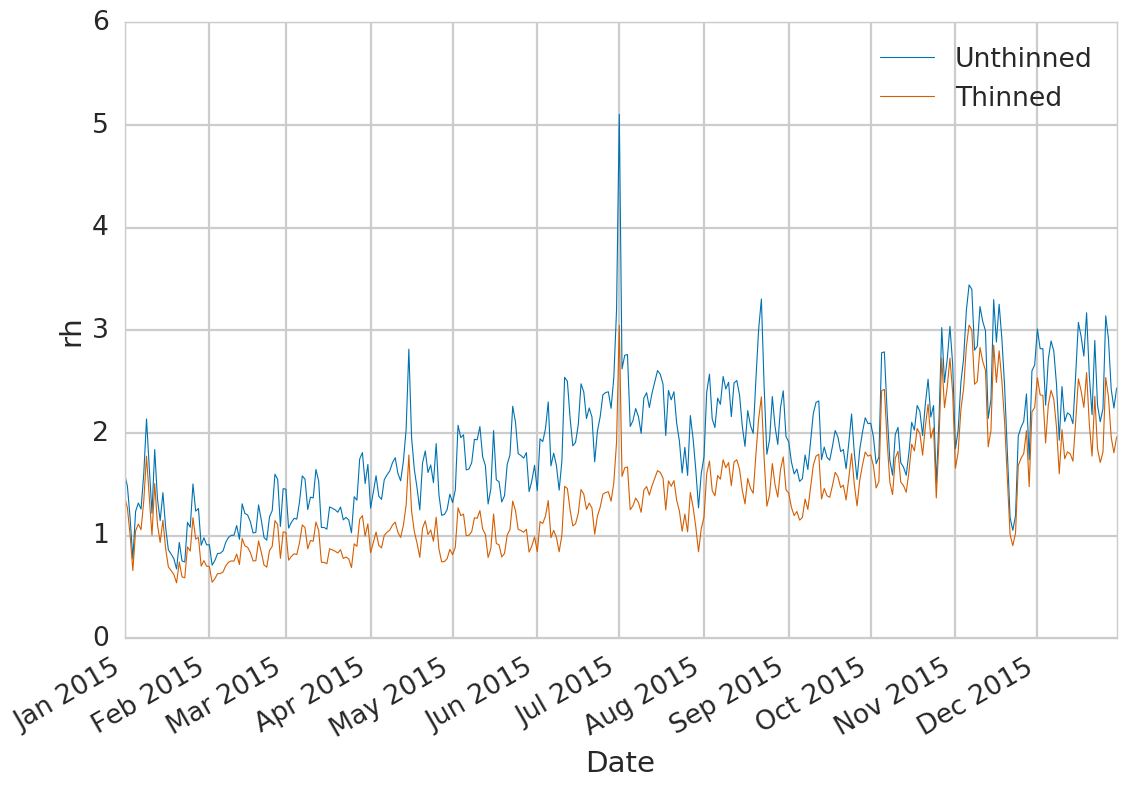 6
5
4
3
2
1
0
rh
Unthinned
Thinned
Jan 2015
Feb 2015
Mar 2015
Apr 2015
May 2015
Jun 2015
Jul 2015
Aug 2015
Sep 2015
Oct 2015
Nov 2015
Dec 2015
Date